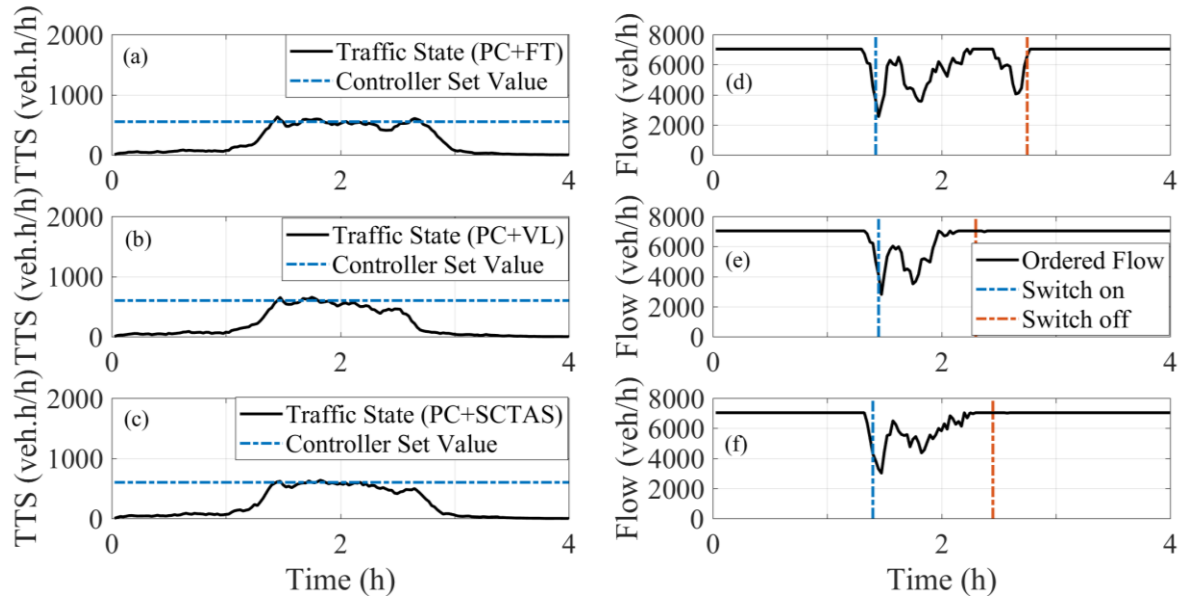 2000
1000
0
TTS (veh.h/h)
(a)
Traffic State (PC+FT)
Controller Set Value
0
2
4
8000
6000
4000
2000
0
Flow (veh/h)
(d)
0
2
4
2000
1000
0
TTS (veh.h/h)
(b)
Traffic State (PC+VL)
Controller Set Value
0
2
4
8000
6000
4000
2000
0
Flow (veh/h)
(e)
Ordered Flow
Switch on
Switch off
0
2
4
2000
1000
0
TTS (veh.h/h)
(c)
Traffic State (PC+SCTAS)
Controller Set Value
0
2
4
Time (h)
8000
6000
4000
2000
0
Flow (veh/h)
(f)
0
2
4
Time (h)